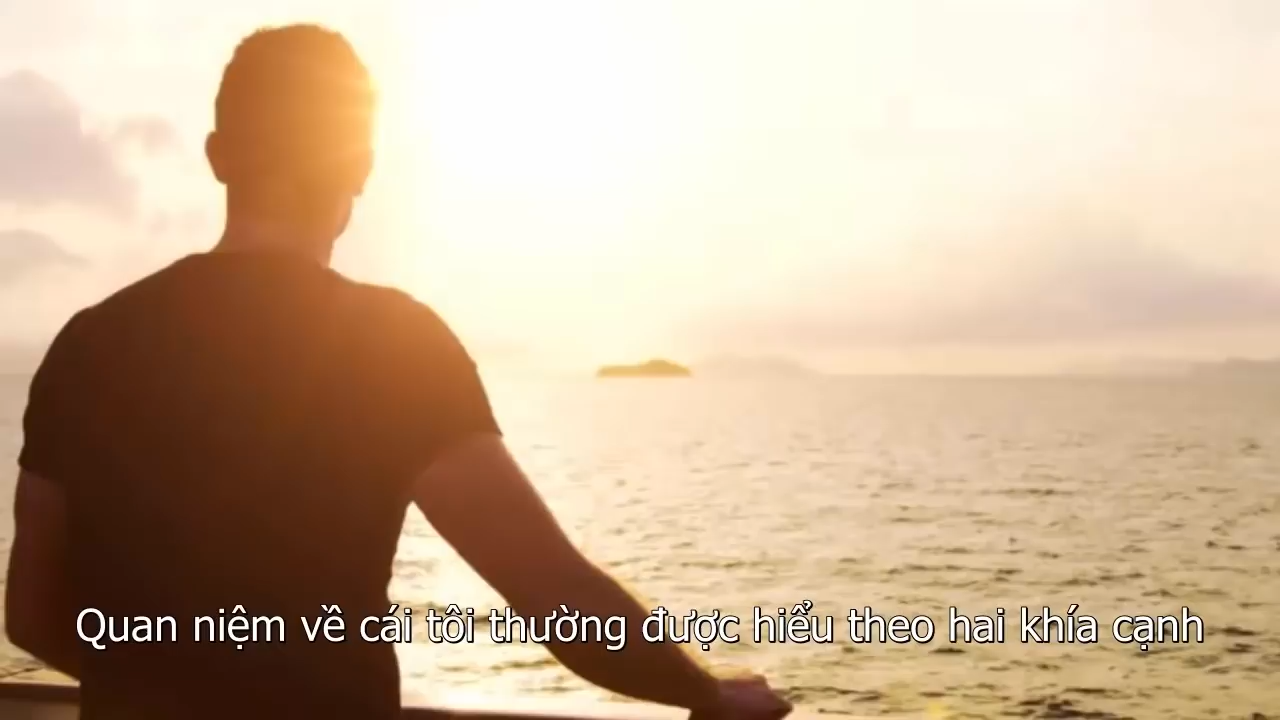 Quan niệm về cái tôi thường được hiểu theo hai khía cạnh